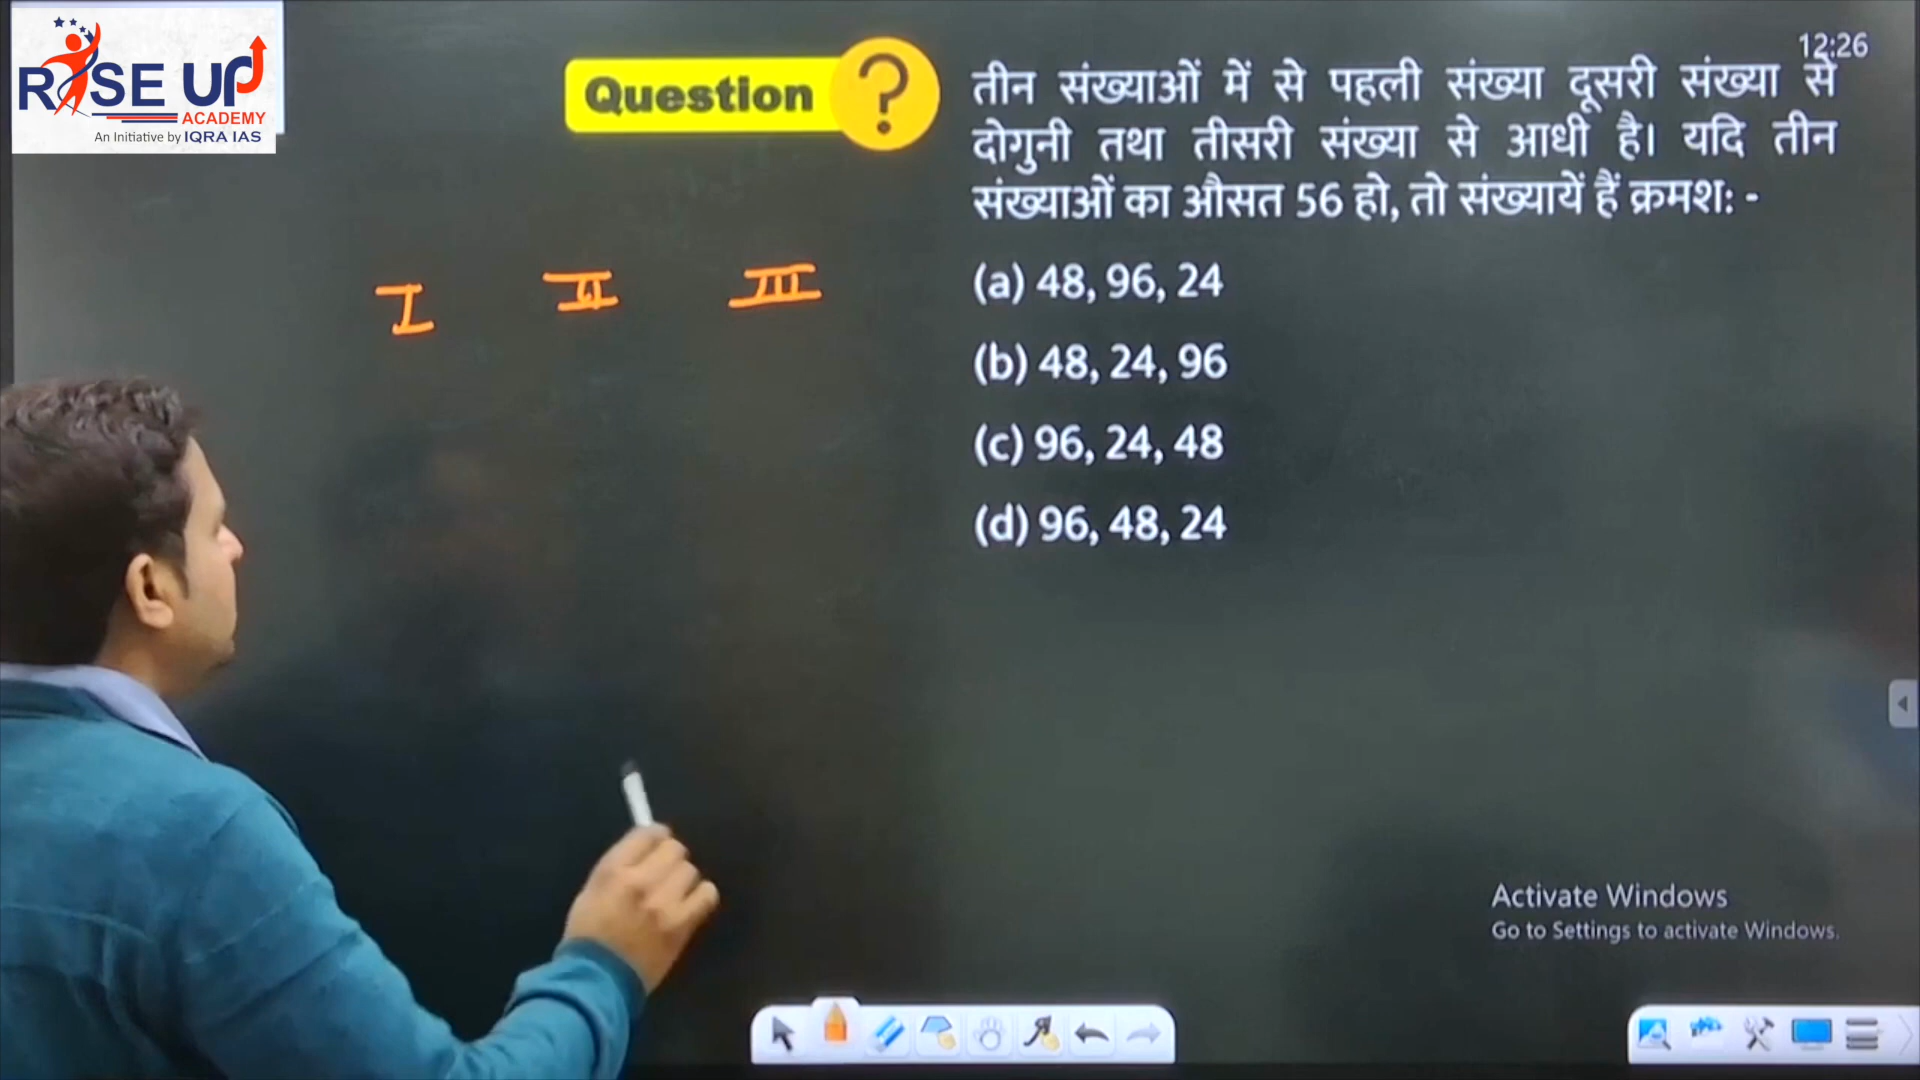 RISE UP
ACADEMY
An Initiative by IQRA IAS
12:26
Question ?
तीन संख्याओं में से पहली संख्या दूसरी संख्या से
दोगुनी तथा तीसरी संख्या से आधी है। यदि तीन
संख्याओं का औसत 56 हो, तो संख्यायें हैं क्रमश: -
I II III
(a) 48, 96, 24
(b) 48, 24, 96
(c) 96, 24, 48
(d) 96, 48, 24
Activate Windows
Go to Settings to activate Windows.